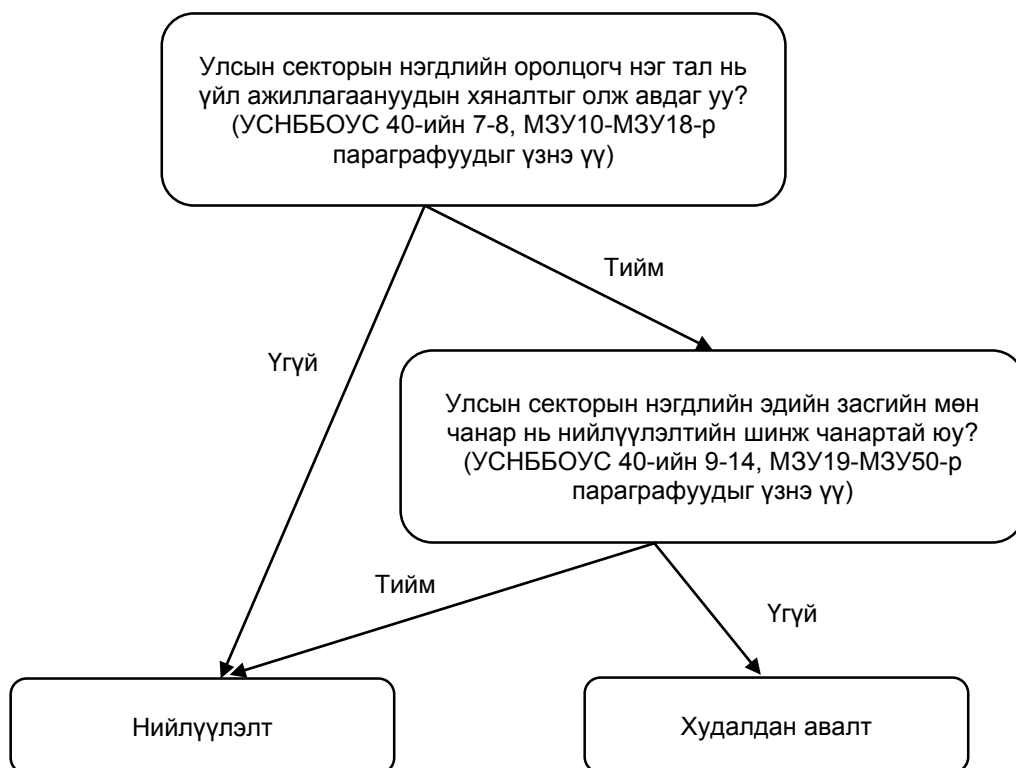 Улсын секторын нэгдлийн оролцогч нэг тал нь
үйл ажиллагаануудын хяналтыг олж авдаг уу?
(УСНББОУС 40-ийн 7-8, МЗУ10-МЗУ18-р
параграфуудыг үзнэ үү)
Тийм
Үгүй
Улсын секторын нэгдлийн эдийн засгийн мөн
чанар нь нийлүүлэлтийн шинж чанартай юу?
(УСНББОУС 40-ийн 9-14, МЗУ19-МЗУ50-р
параграфуудыг үзнэ үү)
Тийм
Үгүй
Нийлүүлэлт
Худалдан авалт